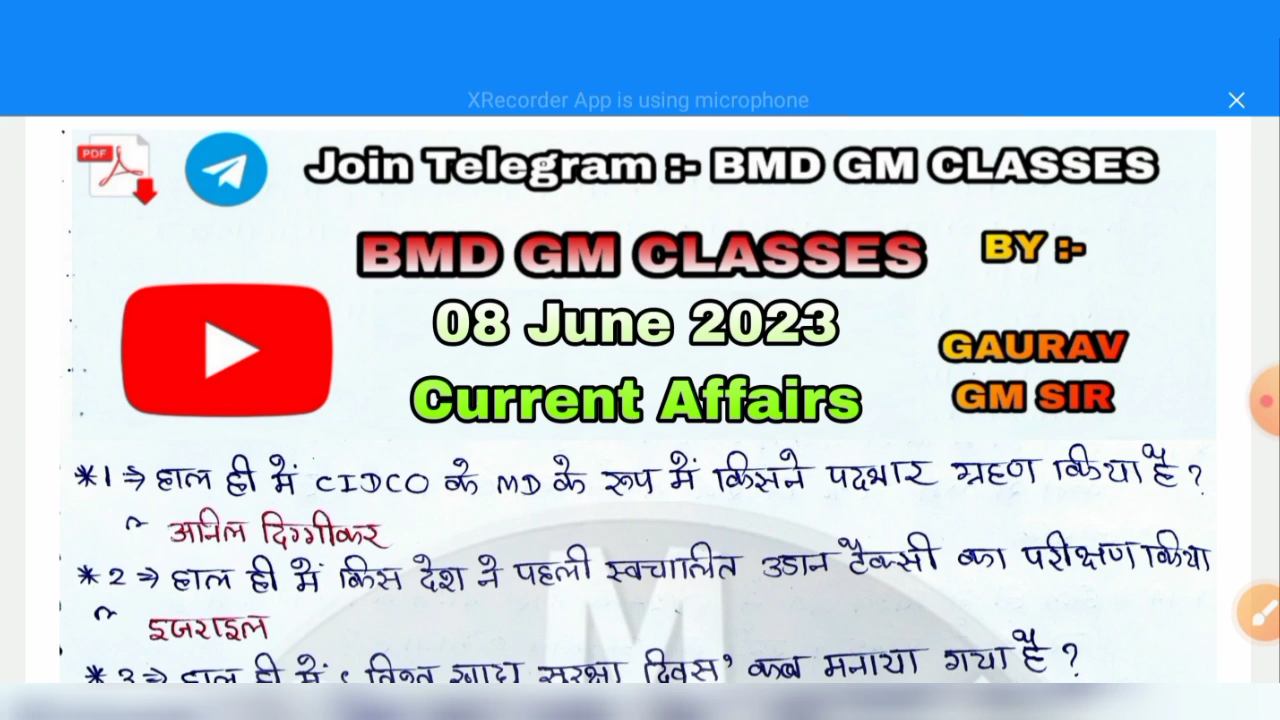 XRecorder App is using microphone
PDF
Join Telegram :- BMD GM CLASSES
BMD GM CLASSES BY :-
08 June 2023
GAURAV
Current Affairs
GM SIR
*1⇒ हाल ही में CIDCO के MD के रूप में किसने पदभार ग्रहण किया है ?
अनिल दिग्गीकर
*2⇒ हाल ही में किस देश ने पहली स्वचालित उडान टैक्सी का परीक्षण किया
इजराइल
*3⇒ हाल ही में ‘ विश्व खाद्य सुरक्षा दिवस’ कब मनाया गया है ?
M